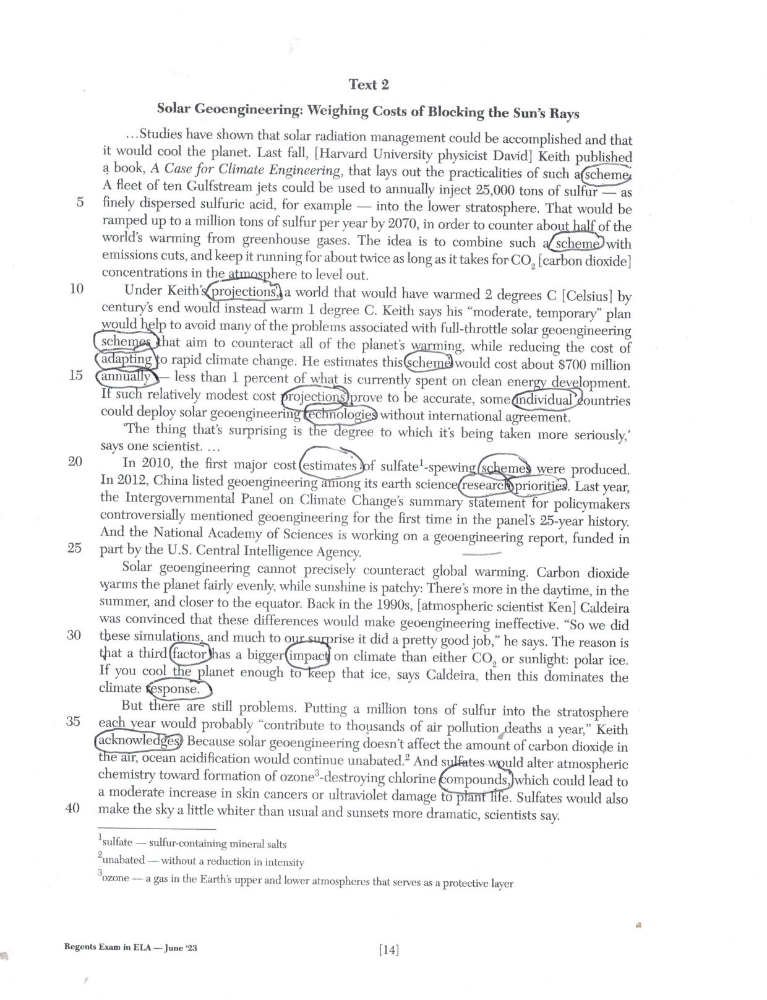 Text 2
Solar Geoengineering: Weighing Costs of Blocking the Sun's Rays
…Studies have shown that solar radiation management could be accomplished and that
it would cool the planet. Last fall, [Harvard University physicist David] Keith published
a book, A Case for Climate Engineering, that lays out the practicalities of such a scheme.
A fleet of ten Gulfstream jets could be used to annually inject 25,000 tons of sulfur — as
5 finely dispersed sulfuric acid, for example — into the lower stratosphere. That would be
ramped up to a million tons of sulfur per year by 2070, in order to counter about half of the
world's warming from greenhouse gases. The idea is to combine such a scheme with
emissions cuts, and keep it running for about twice as long as it takes for CO₂ [carbon dioxide]
concentrations in the atmosphere to level out.
10 Under Keith's projections, a world that would have warmed 2 degrees C [Celsius] by
century's end would instead warm 1 degree C. Keith says his “moderate, temporary” plan
would help to avoid many of the problems associated with full-throttle solar geoengineering
schemes that aim to counteract all of the planet's warming, while reducing the cost of
adapting to rapid climate change. He estimates this scheme would cost about $700 million
15 annually — less than 1 percent of what is currently spent on clean energy development.
If such relatively modest cost projections prove to be accurate, some individual countries
could deploy solar geoengineering technologies without international agreement.
‘The thing that's surprising is the degree to which it's being taken more seriously,’
says one scientist. …
20 In 2010, the first major cost estimates of sulfate¹-spewing schemes were produced.
In 2012, China listed geoengineering among its earth science research priorities. Last year,
the Intergovernmental Panel on Climate Change's summary statement for policymakers
controversially mentioned geoengineering for the first time in the panel's 25-year history.
And the National Academy of Sciences is working on a geoengineering report, funded in
25 part by the U.S. Central Intelligence Agency.
Solar geoengineering cannot precisely counteract global warming. Carbon dioxide
warms the planet fairly evenly, while sunshine is patchy: There's more in the daytime, in the
summer, and closer to the equator. Back in the 1990s, [atmospheric scientist Ken] Caldeira
was convinced that these differences would make geoengineering ineffective. “So we did
30 these simulations, and much to our surprise it did a pretty good job,” he says. The reason is
that a third factor has a bigger impact on climate than either CO₂ or sunlight: polar ice.
If you cool the planet enough to keep that ice, says Caldeira, then this dominates the
climate response.
But there are still problems. Putting a million tons of sulfur into the stratosphere
35 each year would probably “contribute to thousands of air pollution deaths a year,” Keith
acknowledges. Because solar geoengineering doesn't affect the amount of carbon dioxide in
the air, ocean acidification would continue unabated.² And sulfates would alter atmospheric
chemistry toward formation of ozone³-destroying chlorine compounds, which could lead to
a moderate increase in skin cancers or ultraviolet damage to plant life. Sulfates would also
40 make the sky a little whiter than usual and sunsets more dramatic, scientists say.
¹sulfate — sulfur-containing mineral salts
²unabated — without a reduction in intensity
³ozone — a gas in the Earth's upper and lower atmospheres that serves as a protective layer
Regents Exam in ELA — June ‘23
[14]